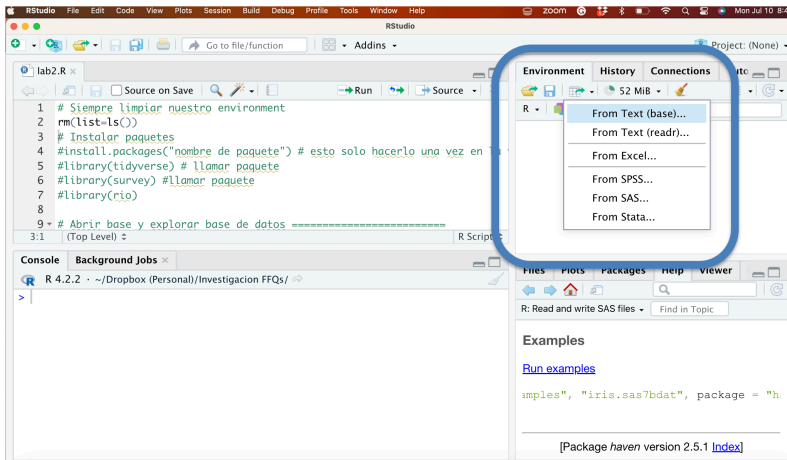 RStudio File Edit Code View Plots Session Build Debug Profile Tools Window Help zoom Mon Jul 10
RStudio
Go to file/function Addins Project: (None)
lab2.R
Source on Save Run Source
1 # Siempre limpiar nuestro environment
2 rm(list=ls())
3 # Instalar paquetes
4 #install.packages("nombre de paquete") # esto solo hacerlo una vez en
5 #library(tidyverse) # llamar paquete
6 #library(survey) #llamar paquete
7 #library(rio)
8
9 # Abrir base y explorar base de datos =========================
3:1 (Top Level) R Script
Console Background Jobs
R 4.2.2 · ~/Dropbox (Personal)/Investigacion FFQs/
>
Environment History Connections
52 MiB
R
From Text (base)...
From Text (readr)...
From Excel...
From SPSS...
From SAS...
From Stata...
Files Plots Packages Help Viewer
R: Read and write SAS files Find in Topic
Examples
Run examples
amples", "iris.sas7bdat", package = "h
[Package haven version 2.5.1 Index]